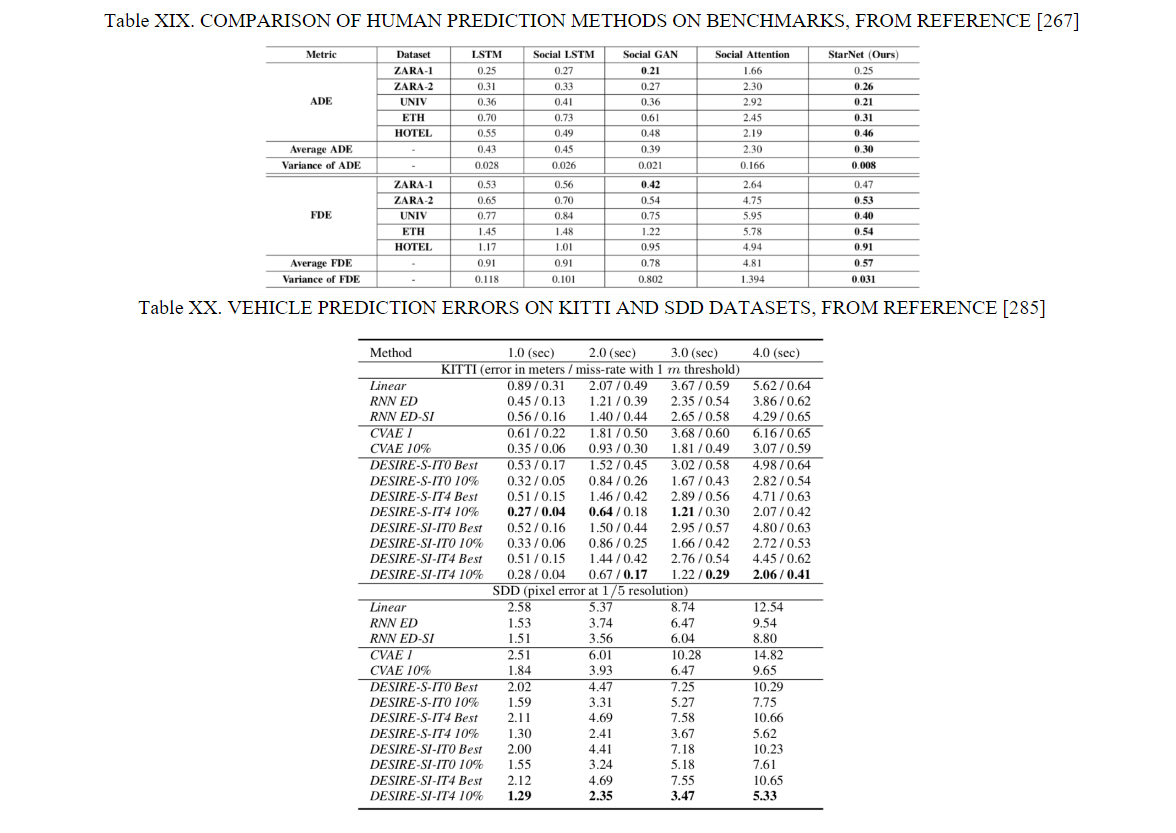 Table XIX. COMPARISON OF HUMAN PREDICTION METHODS ON BENCHMARKS, FROM REFERENCE [267]
Metric Dataset LSTM Social LSTM Social GAN Social Attention StarNet (Ours)
ZARA-1 0.25 0.27 0.21 1.66 0.25
ZARA-2 0.31 0.33 0.27 2.30 0.26
ADE UNIV 0.36 0.41 0.36 2.92 0.21
ETH 0.70 0.73 0.61 2.45 0.31
HOTEL 0.55 0.49 0.48 2.19 0.46
Average ADE - 0.43 0.45 0.39 2.30 0.30
Variance of ADE - 0.028 0.026 0.021 0.166 0.008
ZARA-1 0.53 0.56 0.42 2.64 0.47
ZARA-2 0.65 0.70 0.54 4.75 0.53
FDE UNIV 0.77 0.84 0.75 5.95 0.40
ETH 1.45 1.48 1.22 5.78 0.54
HOTEL 1.17 1.01 0.95 4.94 0.91
Average FDE - 0.91 0.91 0.78 4.81 0.57
Variance of FDE - 0.118 0.101 0.802 1.394 0.031
Table XX. VEHICLE PREDICTION ERRORS ON KITTI AND SDD DATASETS, FROM REFERENCE [285]
Method 1.0 (sec) 2.0 (sec) 3.0 (sec) 4.0 (sec)
KITTI (error in meters / miss-rate with 1 m threshold)
Linear 0.89 / 0.31 2.07 / 0.49 3.67 / 0.59 5.62 / 0.64
RNN ED 0.45 / 0.13 1.21 / 0.39 2.35 / 0.54 3.86 / 0.62
RNN ED-SI 0.56 / 0.16 1.40 / 0.44 2.65 / 0.58 4.29 / 0.65
CVAE 1 0.61 / 0.22 1.81 / 0.50 3.68 / 0.60 6.16 / 0.65
CVAE 10% 0.35 / 0.06 0.93 / 0.30 1.81 / 0.49 3.07 / 0.59
DESIRE-S-IT0 Best 0.53 / 0.17 1.52 / 0.45 3.02 / 0.58 4.98 / 0.64
DESIRE-S-IT0 10% 0.32 / 0.05 0.84 / 0.26 1.67 / 0.43 2.82 / 0.54
DESIRE-S-IT4 Best 0.51 / 0.15 1.46 / 0.42 2.89 / 0.56 4.71 / 0.63
DESIRE-S-IT4 10% 0.27 / 0.04 0.64 / 0.18 1.21 / 0.30 2.07 / 0.42
DESIRE-SI-IT0 Best 0.52 / 0.16 1.50 / 0.44 2.95 / 0.57 4.80 / 0.63
DESIRE-SI-IT0 10% 0.33 / 0.06 0.86 / 0.25 1.66 / 0.42 2.72 / 0.53
DESIRE-SI-IT4 Best 0.51 / 0.15 1.44 / 0.42 2.76 / 0.54 4.45 / 0.62
DESIRE-SI-IT4 10% 0.28 / 0.04 0.67 / 0.17 1.22 / 0.29 2.06 / 0.41
SDD (pixel error at 1/5 resolution)
Linear 2.58 5.37 8.74 12.54
RNN ED 1.53 3.74 6.47 9.54
RNN ED-SI 1.51 3.56 6.04 8.80
CVAE 1 2.51 6.01 10.28 14.82
CVAE 10% 1.84 3.93 6.47 9.65
DESIRE-S-IT0 Best 2.02 4.47 7.25 10.29
DESIRE-S-IT0 10% 1.59 3.31 5.27 7.75
DESIRE-S-IT4 Best 2.11 4.69 7.58 10.66
DESIRE-S-IT4 10% 1.30 2.41 3.67 5.62
DESIRE-SI-IT0 Best 2.00 4.41 7.18 10.23
DESIRE-SI-IT0 10% 1.55 3.24 5.18 7.61
DESIRE-SI-IT4 Best 2.12 4.69 7.55 10.65
DESIRE-SI-IT4 10% 1.29 2.35 3.47 5.33